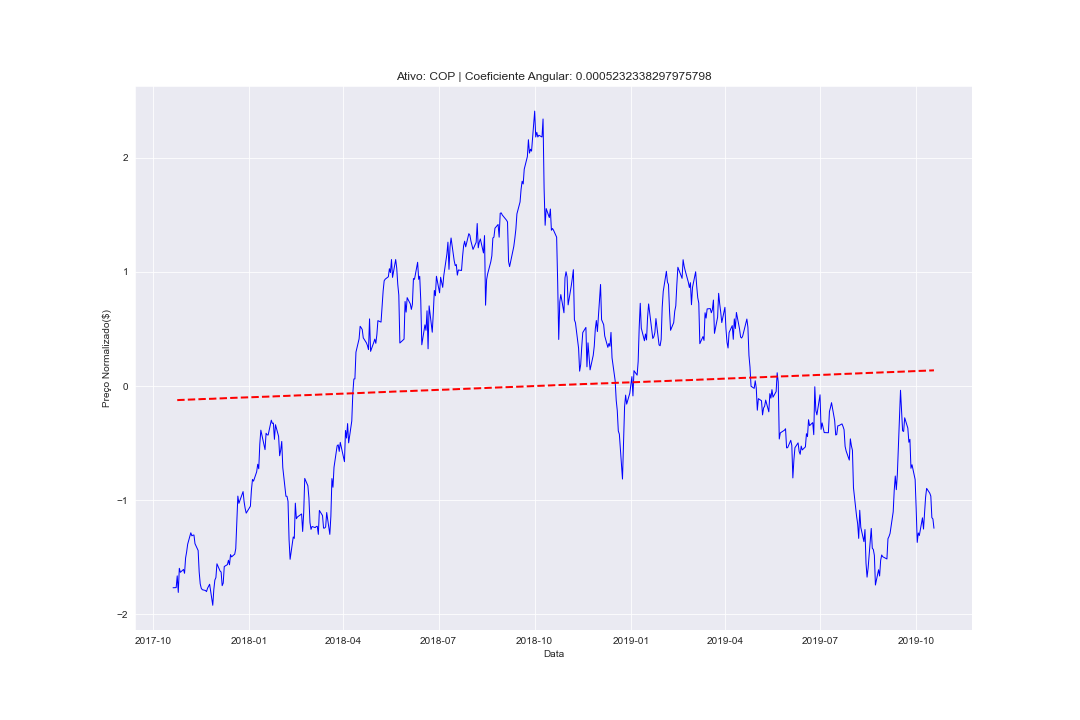 Ativo: COP | Coeficiente Angular: 0.0005232338297975798
Preço Normalizado($)
2
1
0
−1
−2
2017-10 2018-01 2018-04 2018-07 2018-10 2019-01 2019-04 2019-07 2019-10
Data